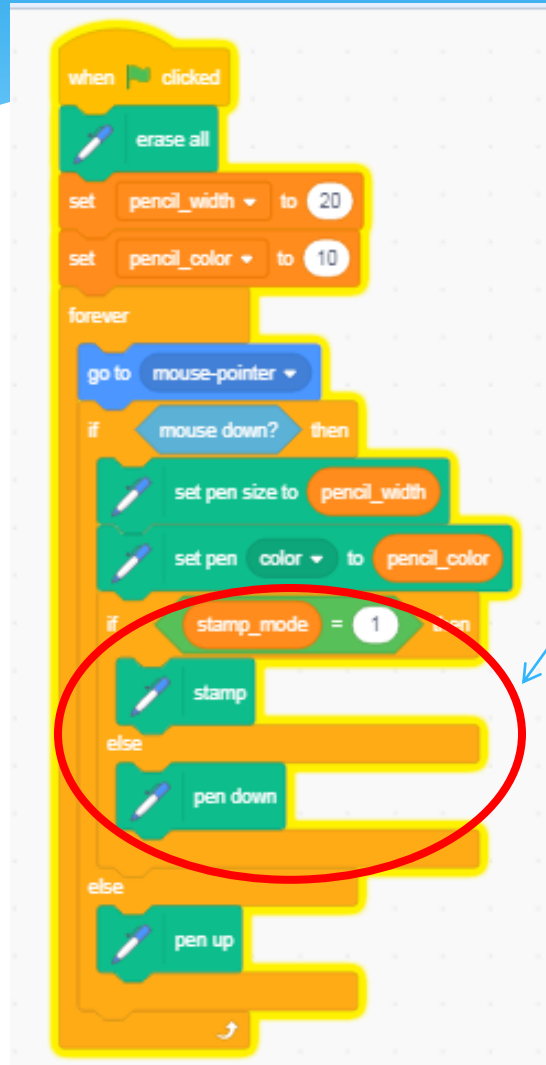 when clicked
erase all
set pencil_width to 20
set pencil_color to 10
forever
go to mouse-pointer
if mouse down? then
set pen size to pencil_width
set pen color to pencil_color
if stamp_mode = 1 then
stamp
else
pen down
else
pen up